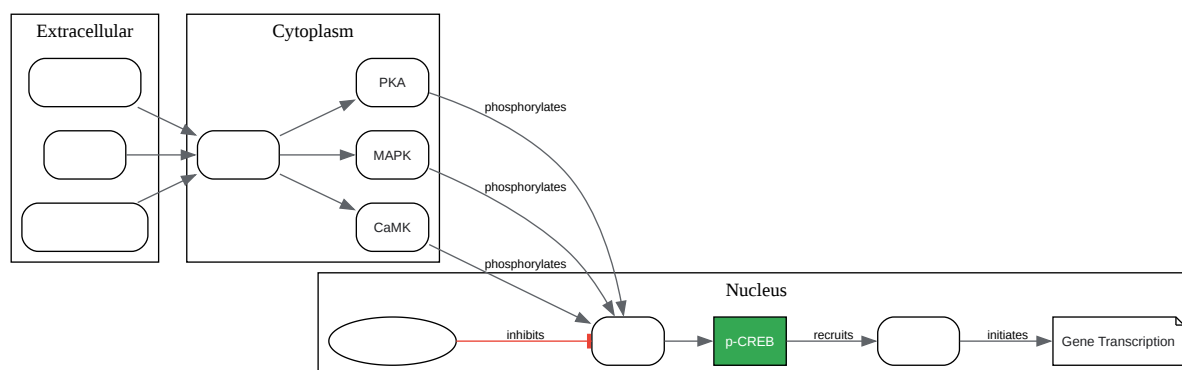 Extracellular
Cytoplasm
PKA
phosphorylates
MAPK
phosphorylates
CaMK
phosphorylates
Nucleus
inhibits
p-CREB
recruits
initiates
Gene Transcription